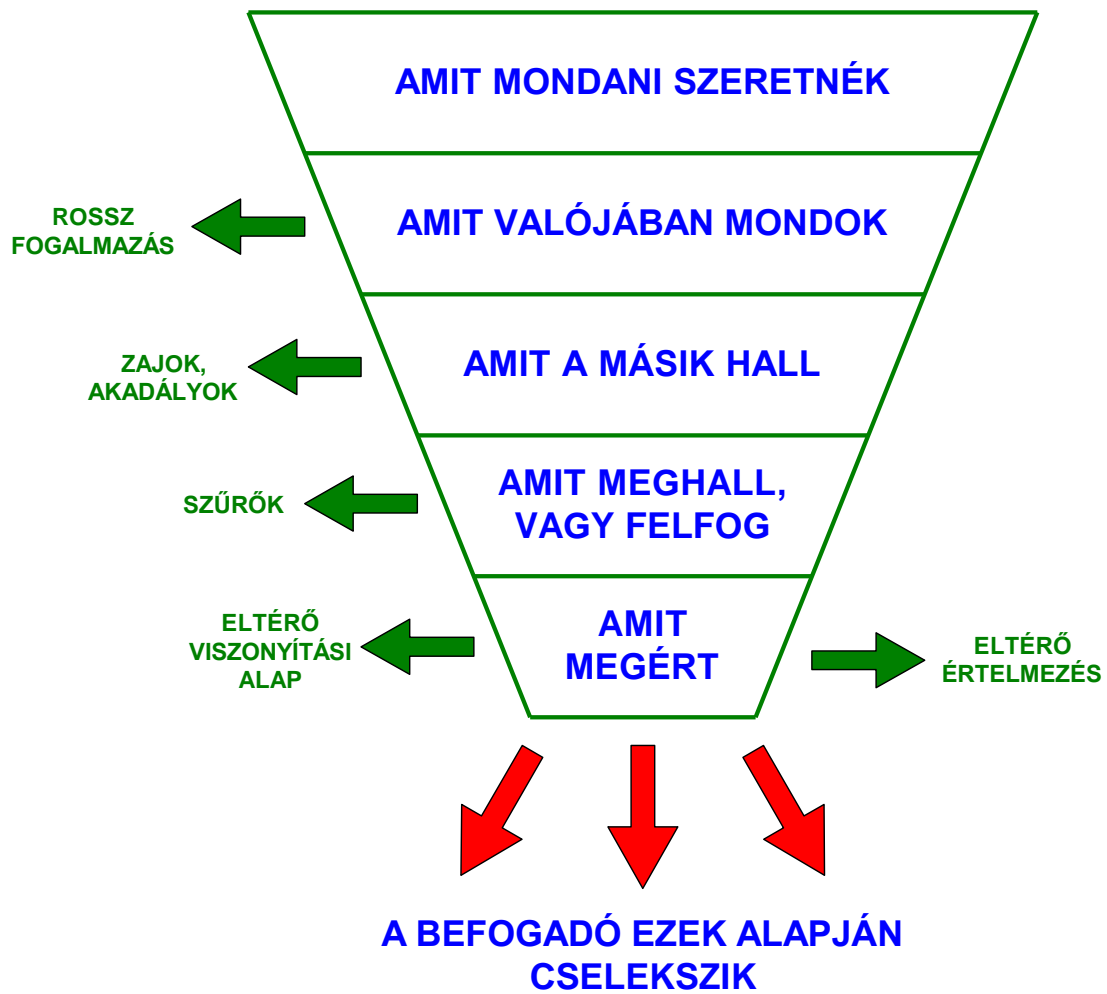 AMIT MONDANI SZERETNÉK
ROSSZ
FOGALMAZÁS
AMIT VALÓJÁBAN MONDOK
ZAJOK,
AKADÁLYOK
AMIT A MÁSIK HALL
SZŰRŐK
AMIT MEGHALL,
VAGY FELFOG
ELTÉRŐ
VISZONYÍTÁSI
ALAP
AMIT
MEGÉRT
ELTÉRŐ
ÉRTELMEZÉS
A BEFOGADÓ EZEK ALAPJÁN
CSELEKSZIK